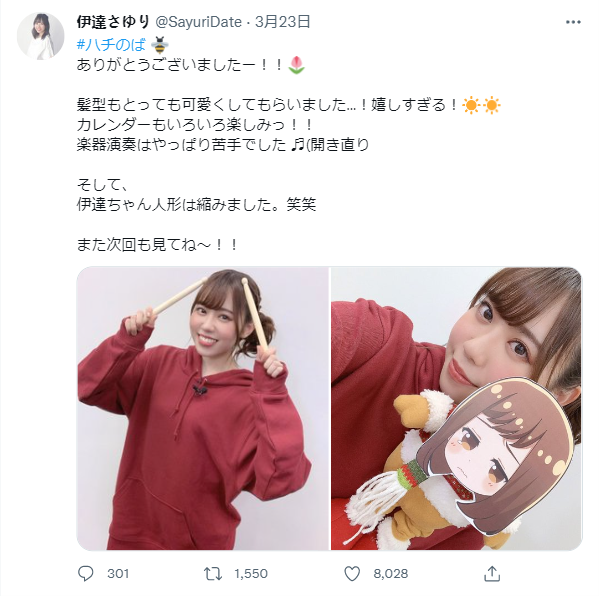 伊達さゆり @SayuriDate · 3月23日
#ハチのば 🐝
ありがとうございましたー！！🌷
髪型もとっても可愛くしてもらいました...！嬉しすぎる！☀️☀️
カレンダーもいろいろ楽しみっ！！
楽器演奏はやっぱり苦手でした ♫(開き直り
そして、
伊達ちゃん人形は縮みました。笑笑
また次回も見てね〜！！
301 1,550 8,028